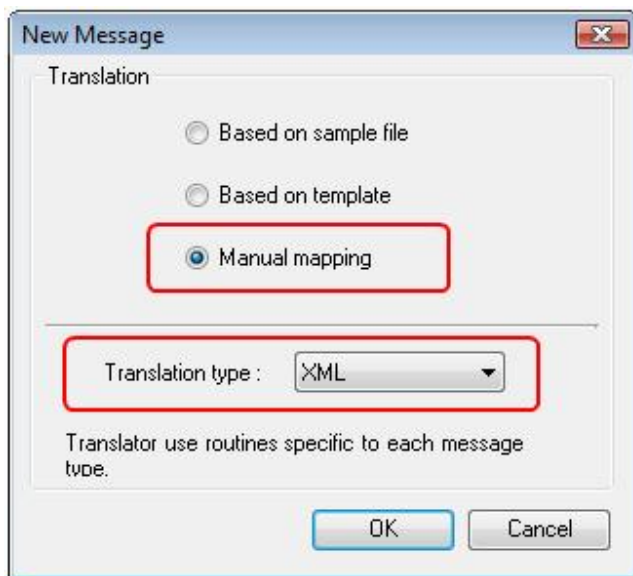 New Message
Translation
Based on sample file
Based on template
Manual mapping
Translation type :
XML
Translator use routines specific to each message
type.
OK
Cancel